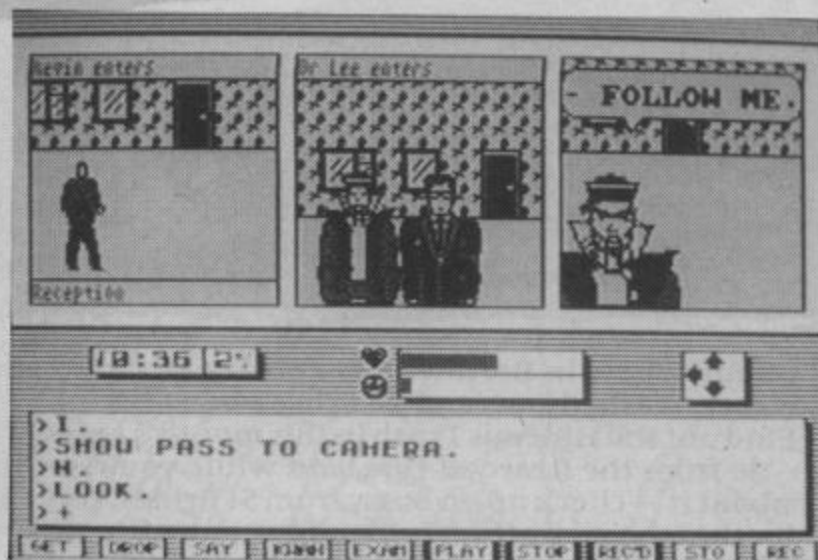 Kevin enters
Dr Lee enters
- FOLLOW ME.
Reception
10:36 2%
>I.
>SHOW PASS TO CAMERA.
>N.
>LOOK.
>+
GET DROP SAY EXAM PLAY STOP REC'D STO REC